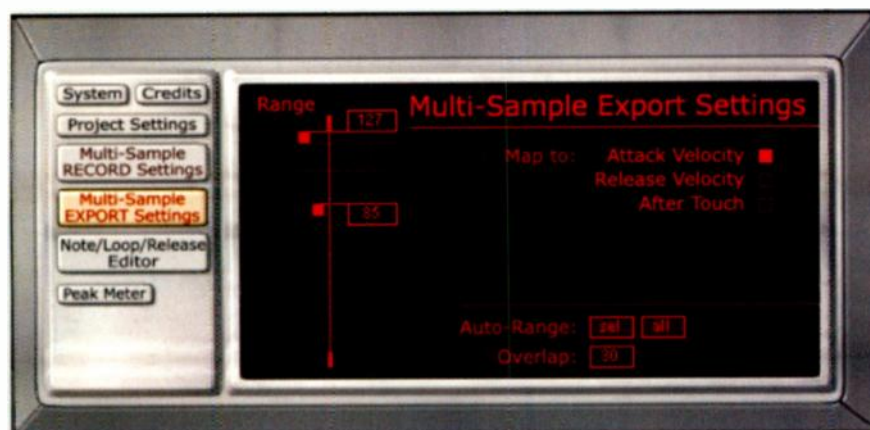 System Credits
Project Settings
Multi-Sample
RECORD Settings
Multi-Sample
EXPORT Settings
Note/Loop/Release
Editor
Peak Meter
Range
127
85
Multi-Sample Export Settings
Map to: Attack Velocity
Release Velocity
After Touch
Auto-Range: sel all
Overlap: 30